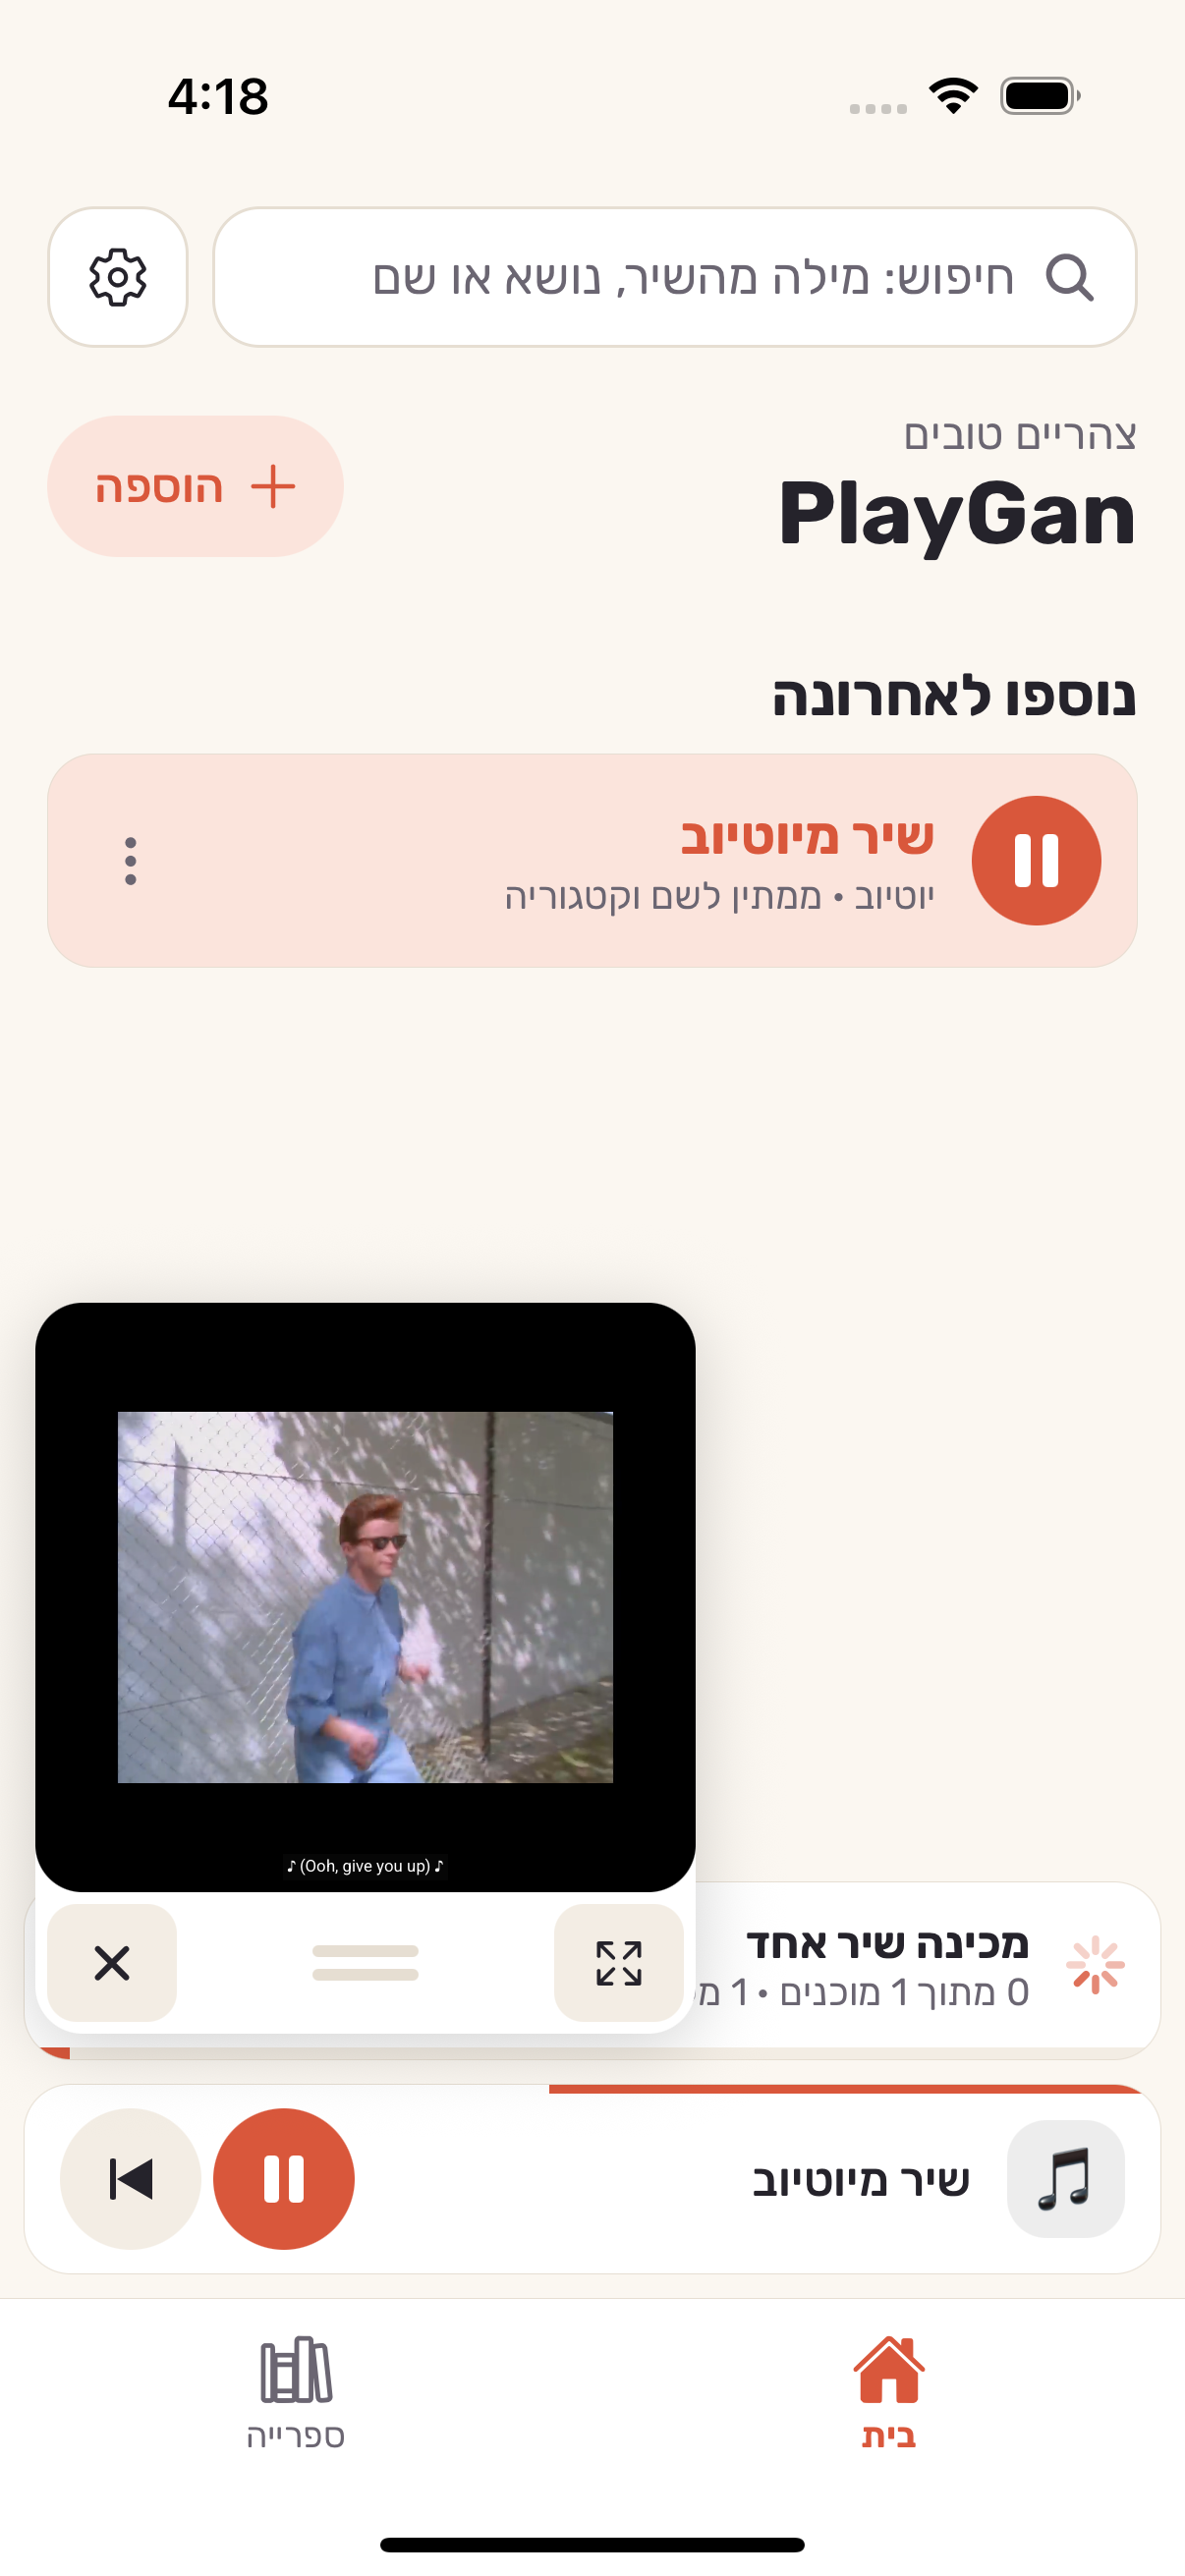 4:18
חיפוש: מילה מהשיר, נושא או שם
צהריים טובים
PlayGan
הוספה
נוספו לאחרונה
שיר מיוטיוב
יוטיוב • ממתין לשם וקטגוריה
♪ (Ooh, give you up) ♪
מכינה שיר אחד
0 מתוך 1 מוכנים • 1
שיר מיוטיוב
בית
ספרייה